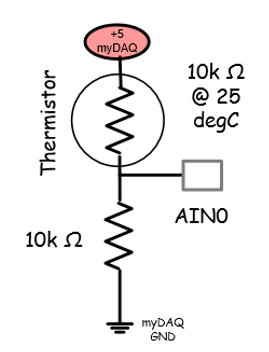 +5
myDAQ
10k Ω
@ 25
degC
Thermistor
AIN0
10k Ω
myDAQ
GND